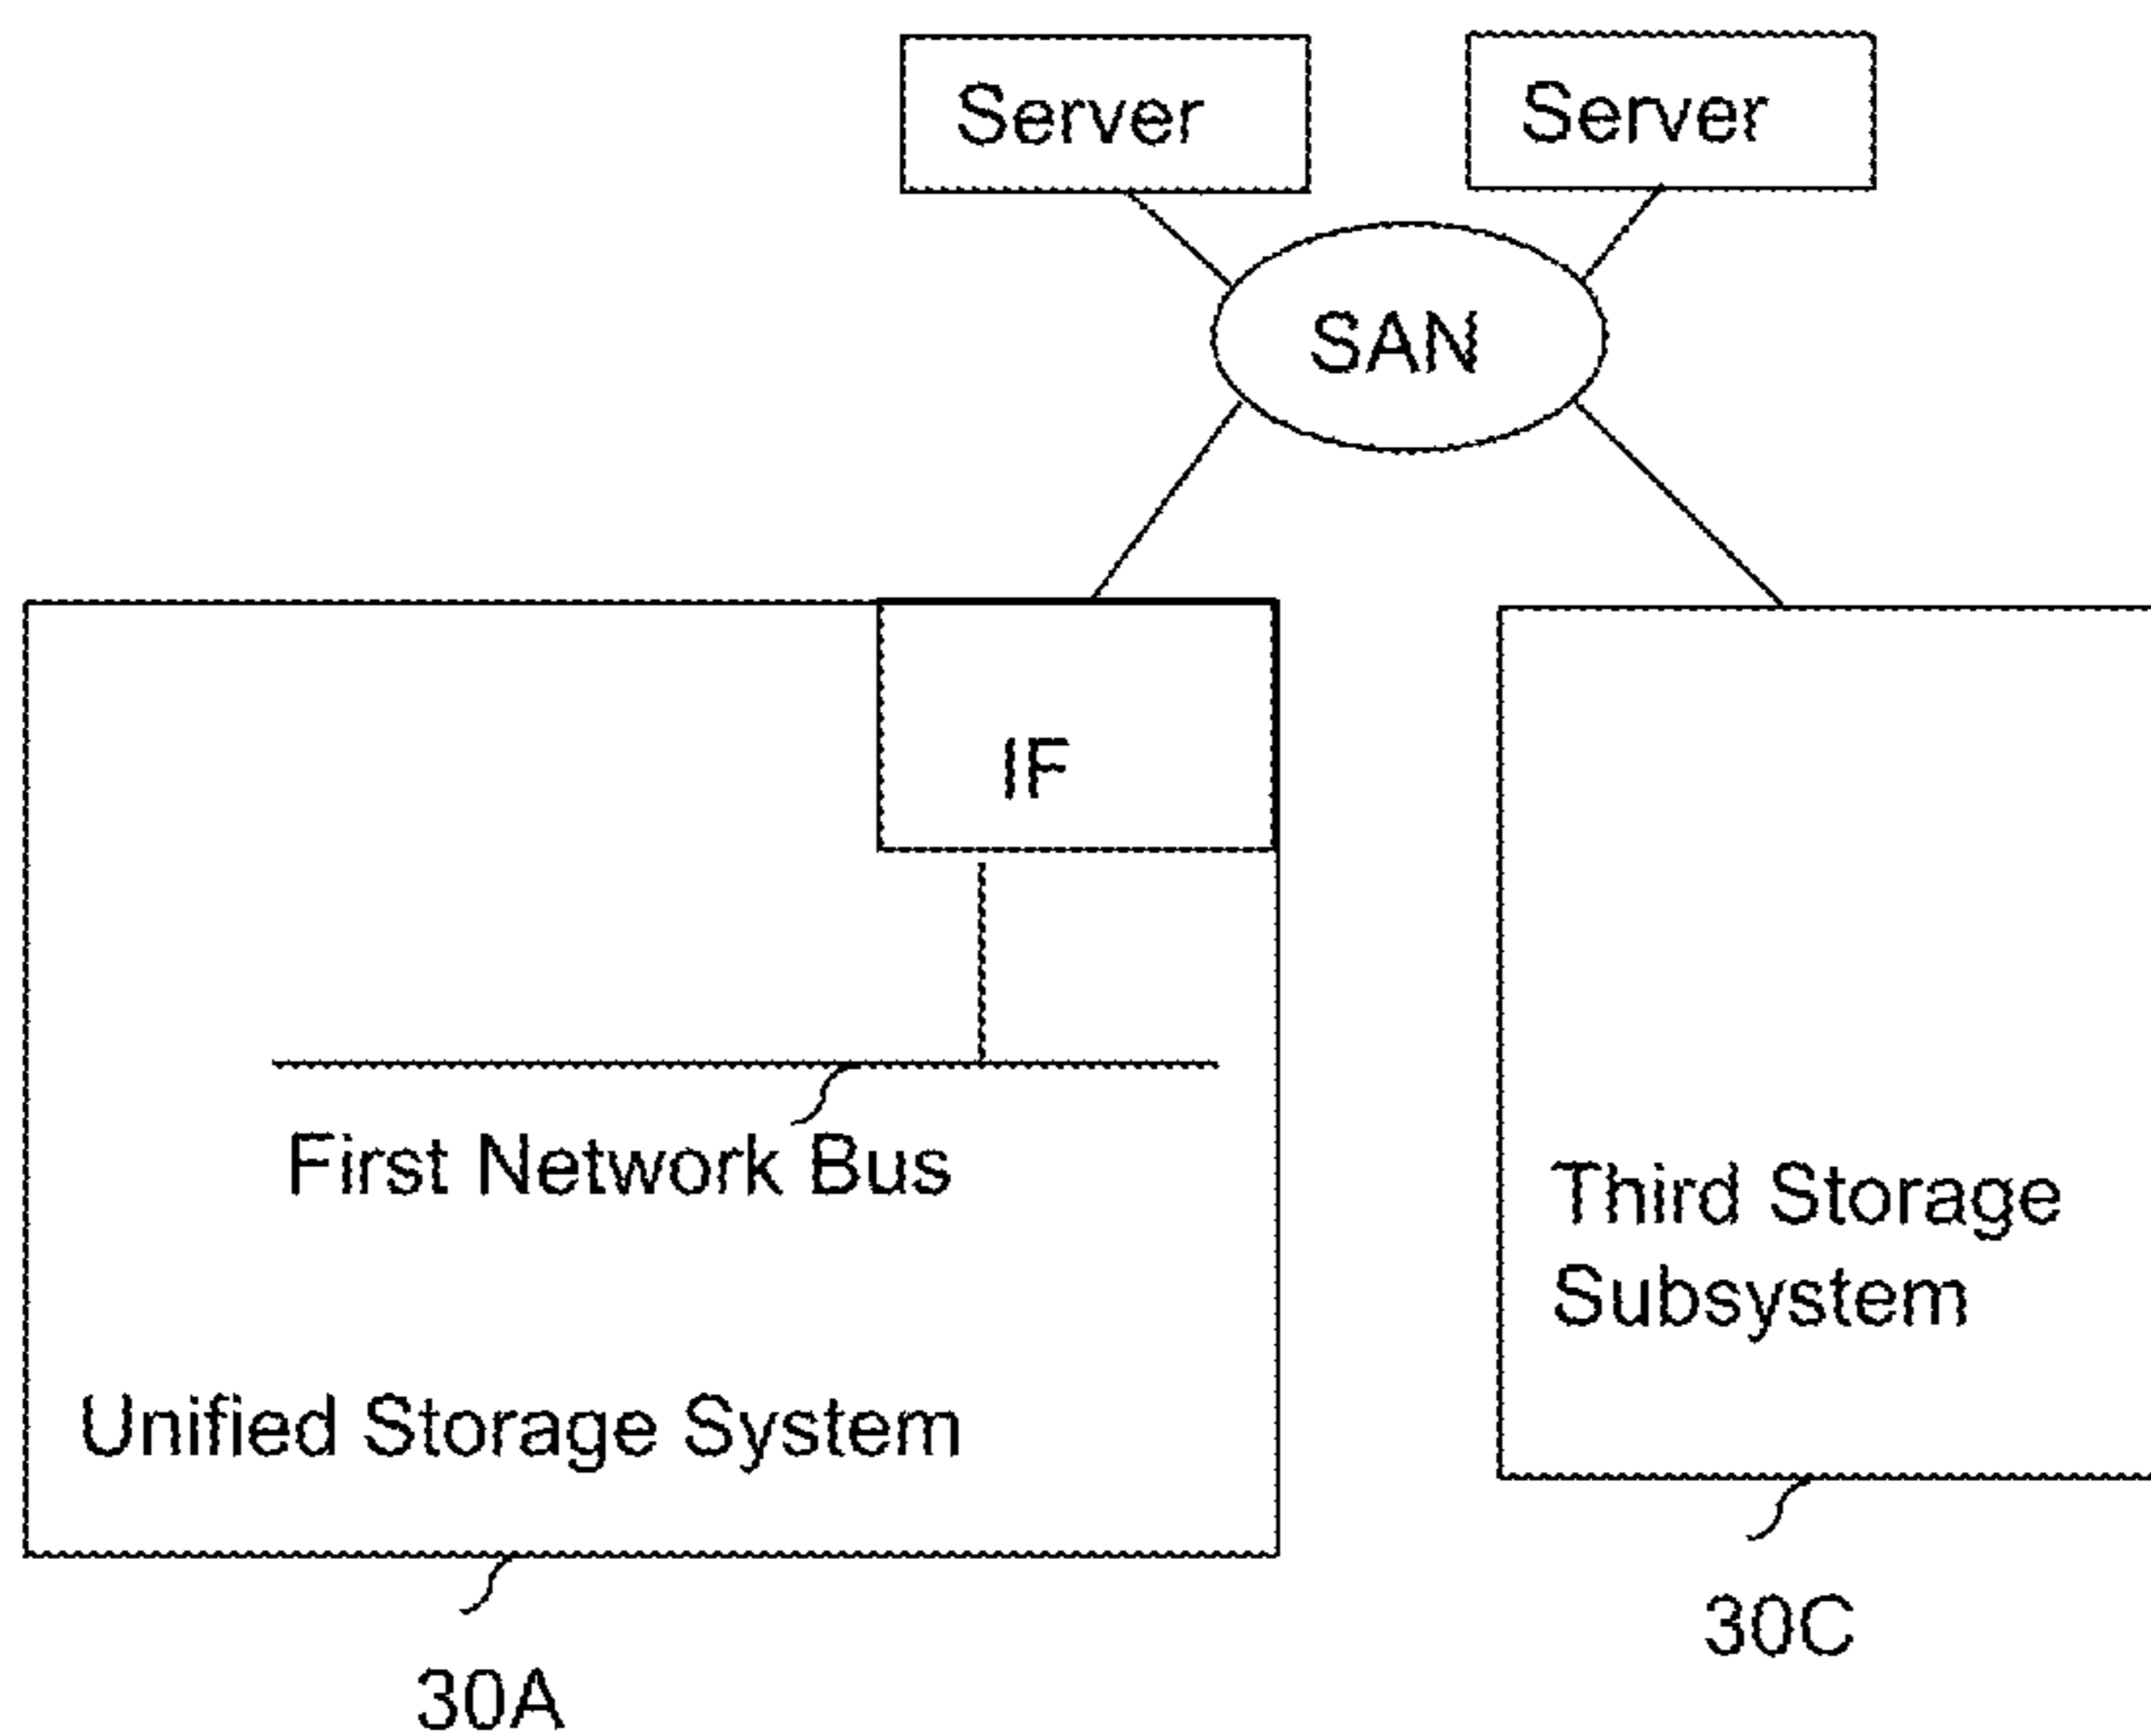 Server
Server
SAN
IF
First Network Bus
Third Storage
Subsystem
Unified Storage System
30C
30A